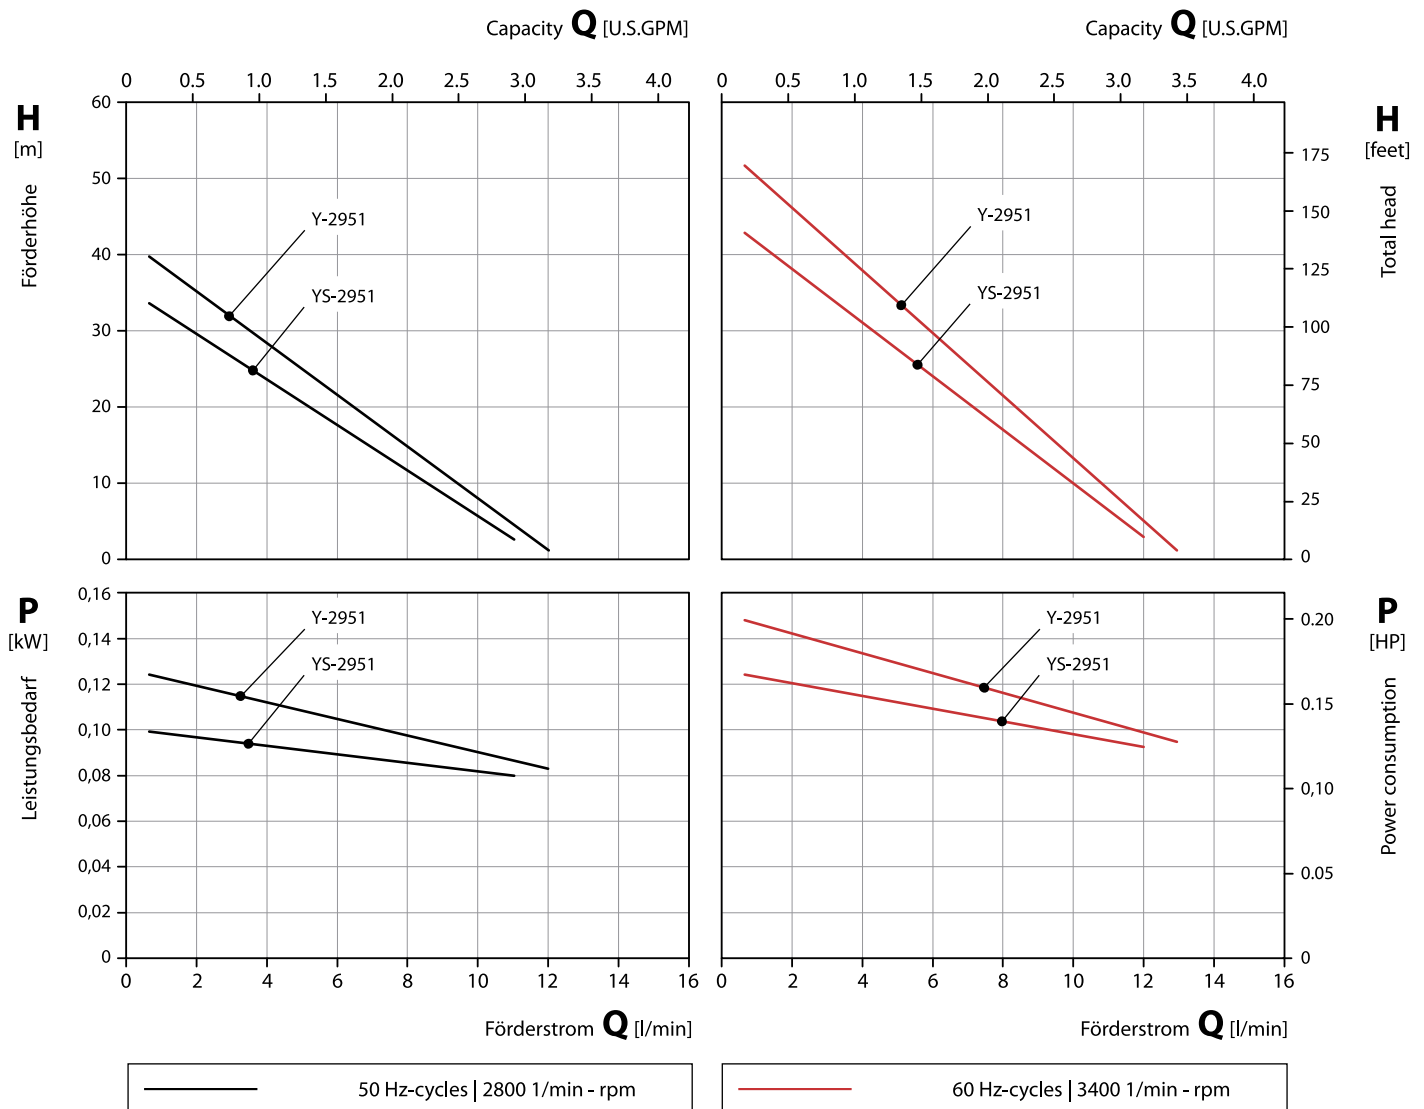 Capacity Q [U.S.GPM]
Capacity Q [U.S.GPM]
0 0.5 1.0 1.5 2.0 2.5 3.0 3.5 4.0
0 0.5 1.0 1.5 2.0 2.5 3.0 3.5 4.0
H
[m]
Förderhöhe
60
50
40
30
20
10
0
Y-2951
YS-2951
Y-2951
YS-2951
175
150
125
100
75
50
25
0
H
[feet]
Total head
P
[kW]
Leistungsbedarf
0,16
0,14
0,12
0,10
0,08
0,06
0,04
0,02
0
Y-2951
YS-2951
Y-2951
YS-2951
0.20
0.15
0,10
0.05
0
P
[HP]
Power consumption
0 2 4 6 8 10 12 14 16
0 2 4 6 8 10 12 14 16
Förderstrom Q [l/min]
Förderstrom Q [l/min]
50 Hz-cycles | 2800 1/min - rpm
60 Hz-cycles | 3400 1/min - rpm